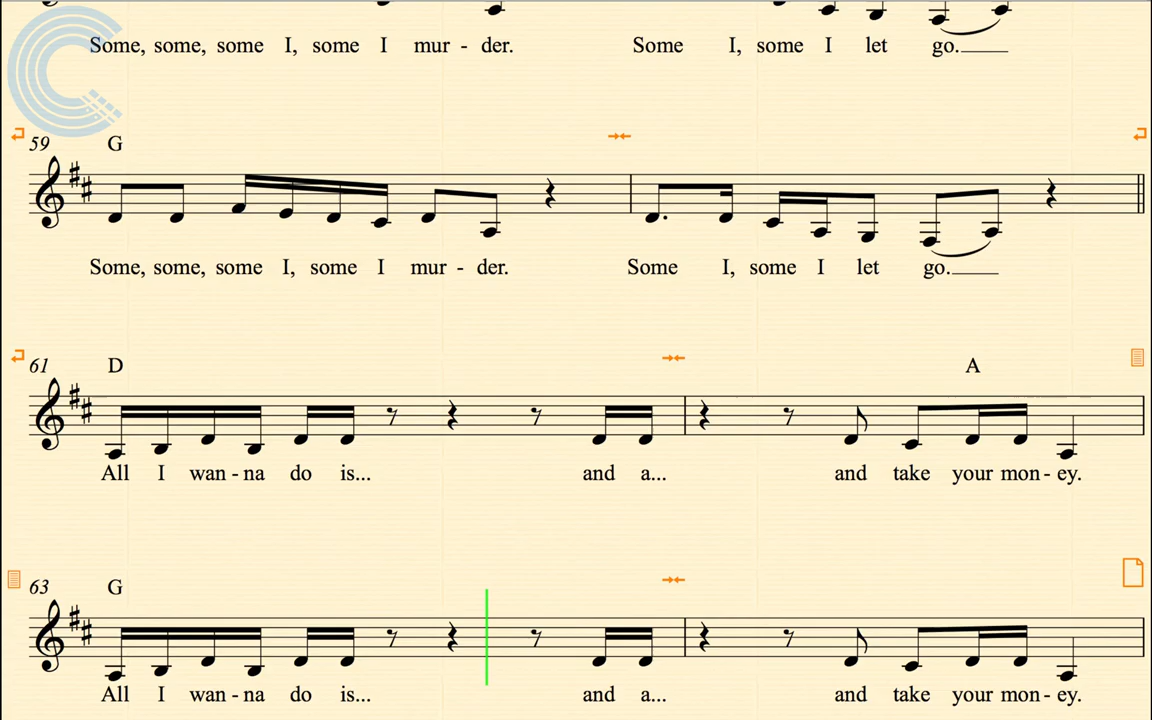 Some, some, some I, some I mur - der. Some I, some I let go.
59 G
Some, some, some I, some I mur - der. Some I, some I let go.
61 D A
All I wan - na do is... and a... and take your mon - ey.
63 G
All I wan - na do is... and a... and take your mon - ey.